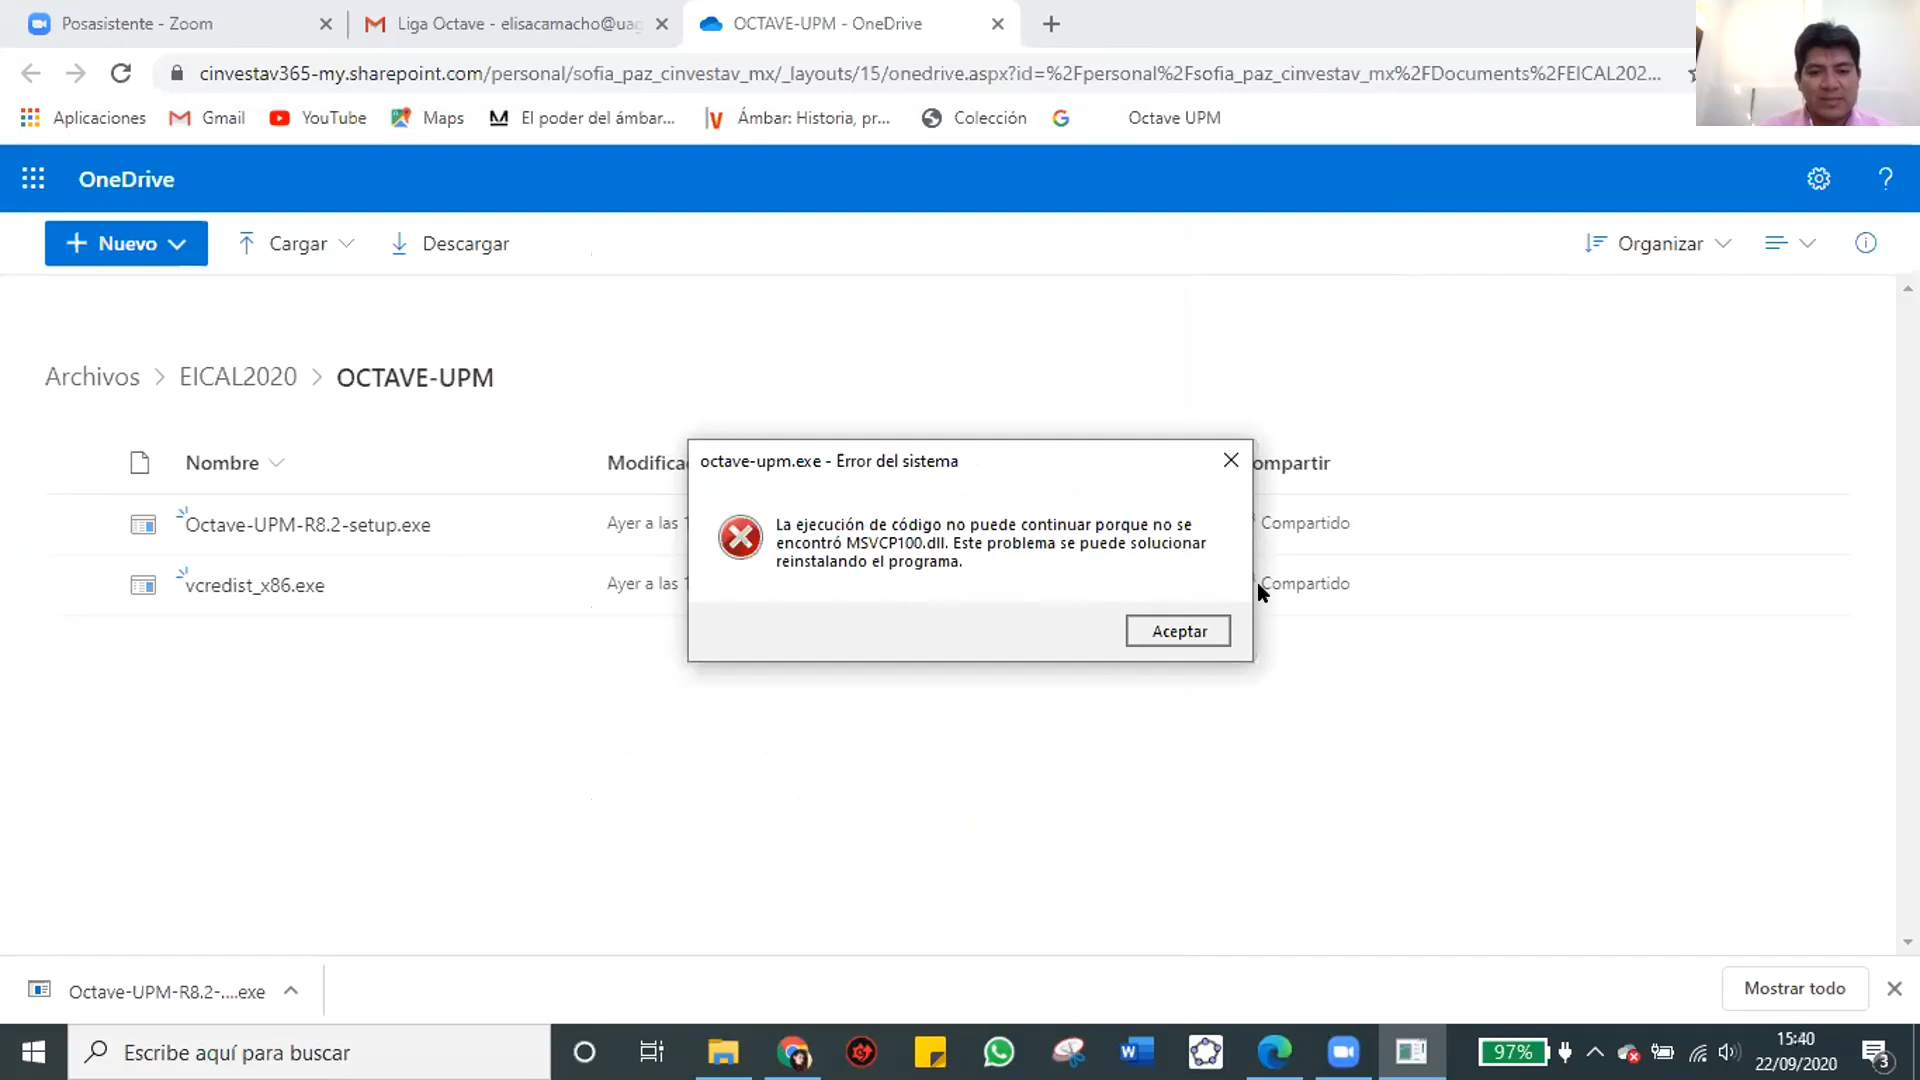 Posasistente - Zoom
Liga Octave - elisacamacho@uag
OCTAVE-UPM - OneDrive
cinvestav365-my.sharepoint.com/personal/sofia_paz_cinvestav_mx/_layouts/15/onedrive.aspx?id=%2Fpersonal%2Fsofia_paz_cinvestav_mx%2FDocuments%2FEICAL202...
Aplicaciones
Gmail
YouTube
Maps
El poder del ámbar...
Ámbar: Historia, pr...
Colección
Octave UPM
OneDrive
?
Nuevo
Cargar
Descargar
Organizar
Archivos > EICAL2020 > OCTAVE-UPM
Nombre
Modifica
ompartir
Octave-UPM-R8.2-setup.exe
Ayer a las 1
Compartido
vcredist_x86.exe
Ayer a las 1
Compartido
octave-upm.exe - Error del sistema
La ejecución de código no puede continuar porque no se
encontró MSVCP100.dll. Este problema se puede solucionar
reinstalando el programa.
Aceptar
Octave-UPM-R8.2-....exe
Mostrar todo
Escribe aquí para buscar
97%
15:40
22/09/2020
3